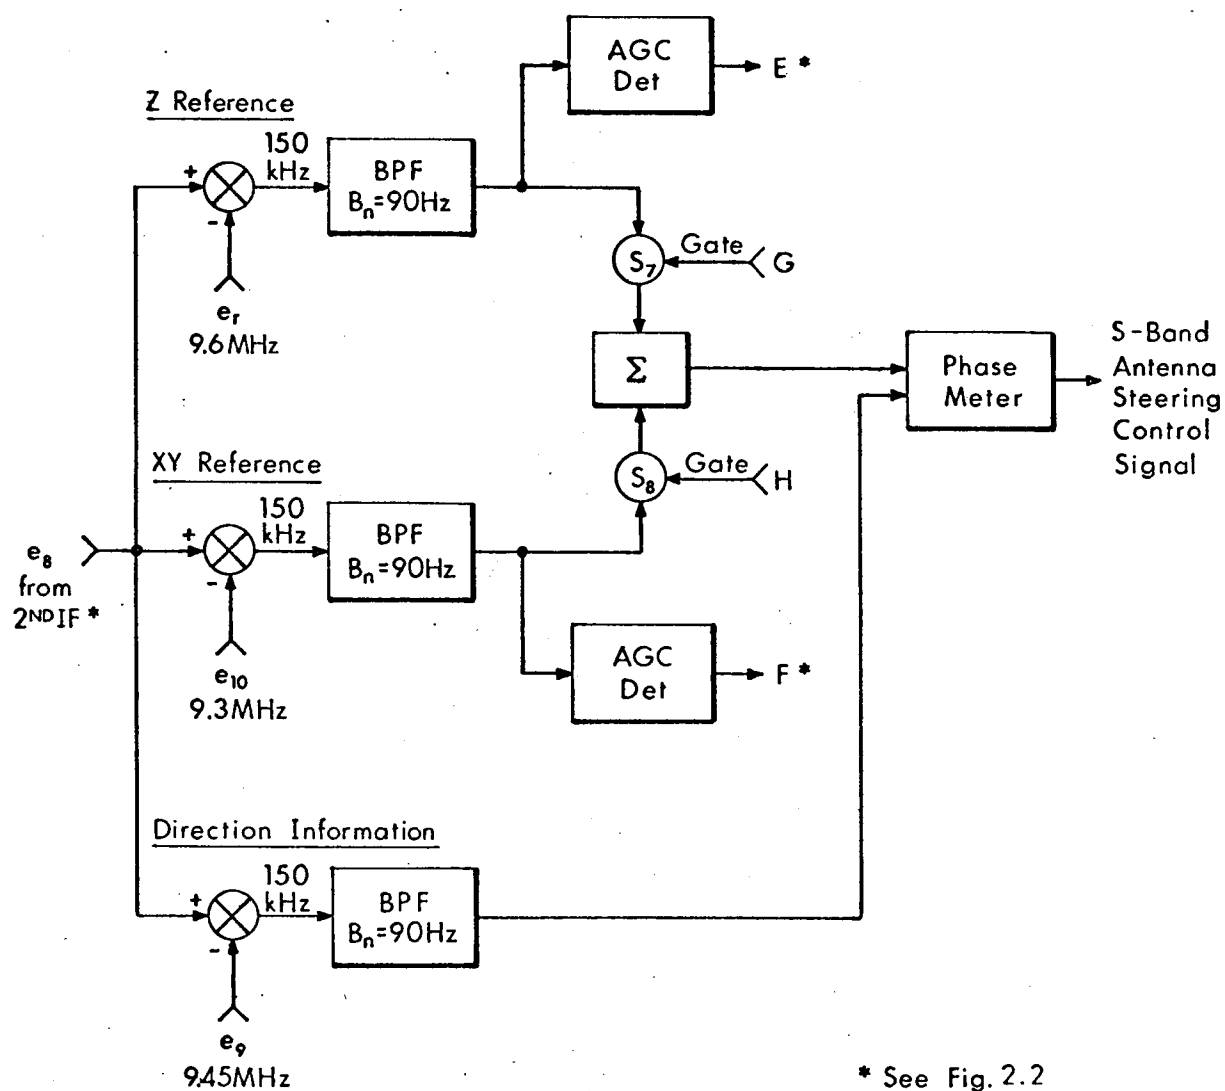 AGC
Det
E *
Z Reference
150
kHz
BPF
Bn=90Hz
+
-
er
9.6MHz
S7
Gate
G
Σ
Phase
Meter
S-Band
Antenna
Steering
Control
Signal
XY Reference
150
kHz
BPF
Bn=90Hz
S8
Gate
H
+
-
e8
from
2ND IF *
e10
9.3MHz
AGC
Det
F *
Direction Information
150
kHz
BPF
Bn=90Hz
+
-
e9
9.45MHz
* See Fig. 2.2